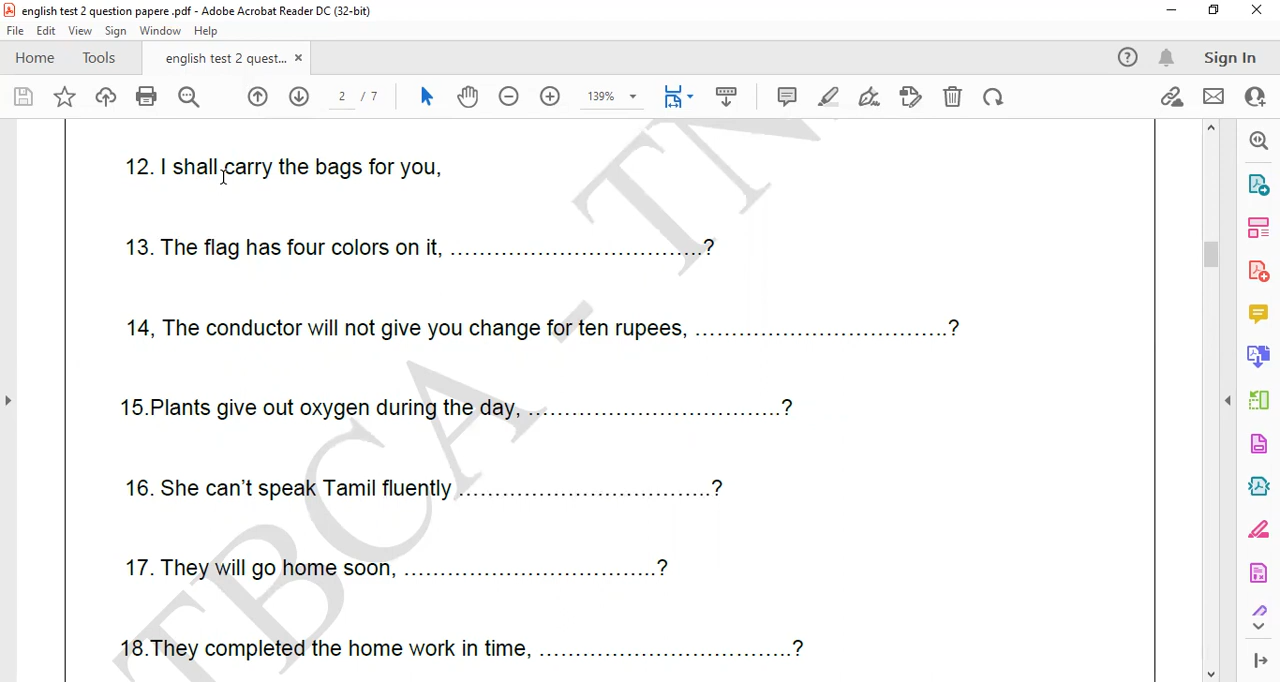 english test 2 question papere .pdf - Adobe Acrobat Reader DC (32-bit)
File Edit View Sign Window Help
Home Tools english test 2 quest... × Sign In
2 / 7 139%
12. I shall carry the bags for you,
13. The flag has four colors on it, ……………………………..?
14, The conductor will not give you change for ten rupees, ……………………………..?
15.Plants give out oxygen during the day, ……………………………..?
16. She can’t speak Tamil fluently ……………………………..?
17. They will go home soon, ……………………………..?
18.They completed the home work in time, ……………………………..?
TBCA - TN